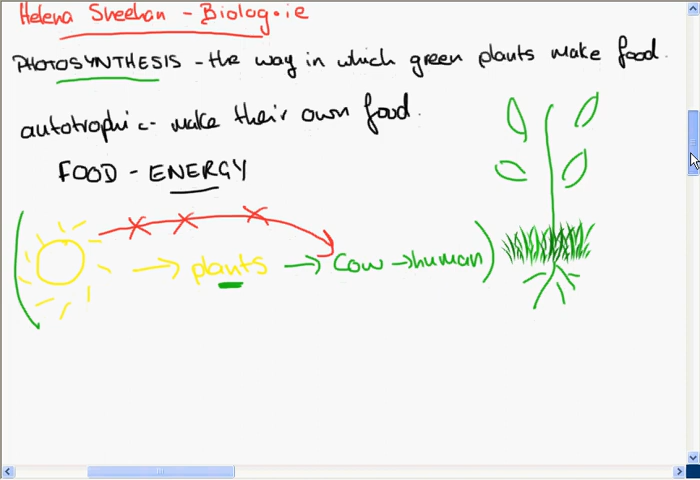 Helena Sheehan - Biolog.ie
PHOTOSYNTHESIS - the way in which green plants make food.
autotrophic - make their own food.
FOOD - ENERGY
( → plants → Cow → human )